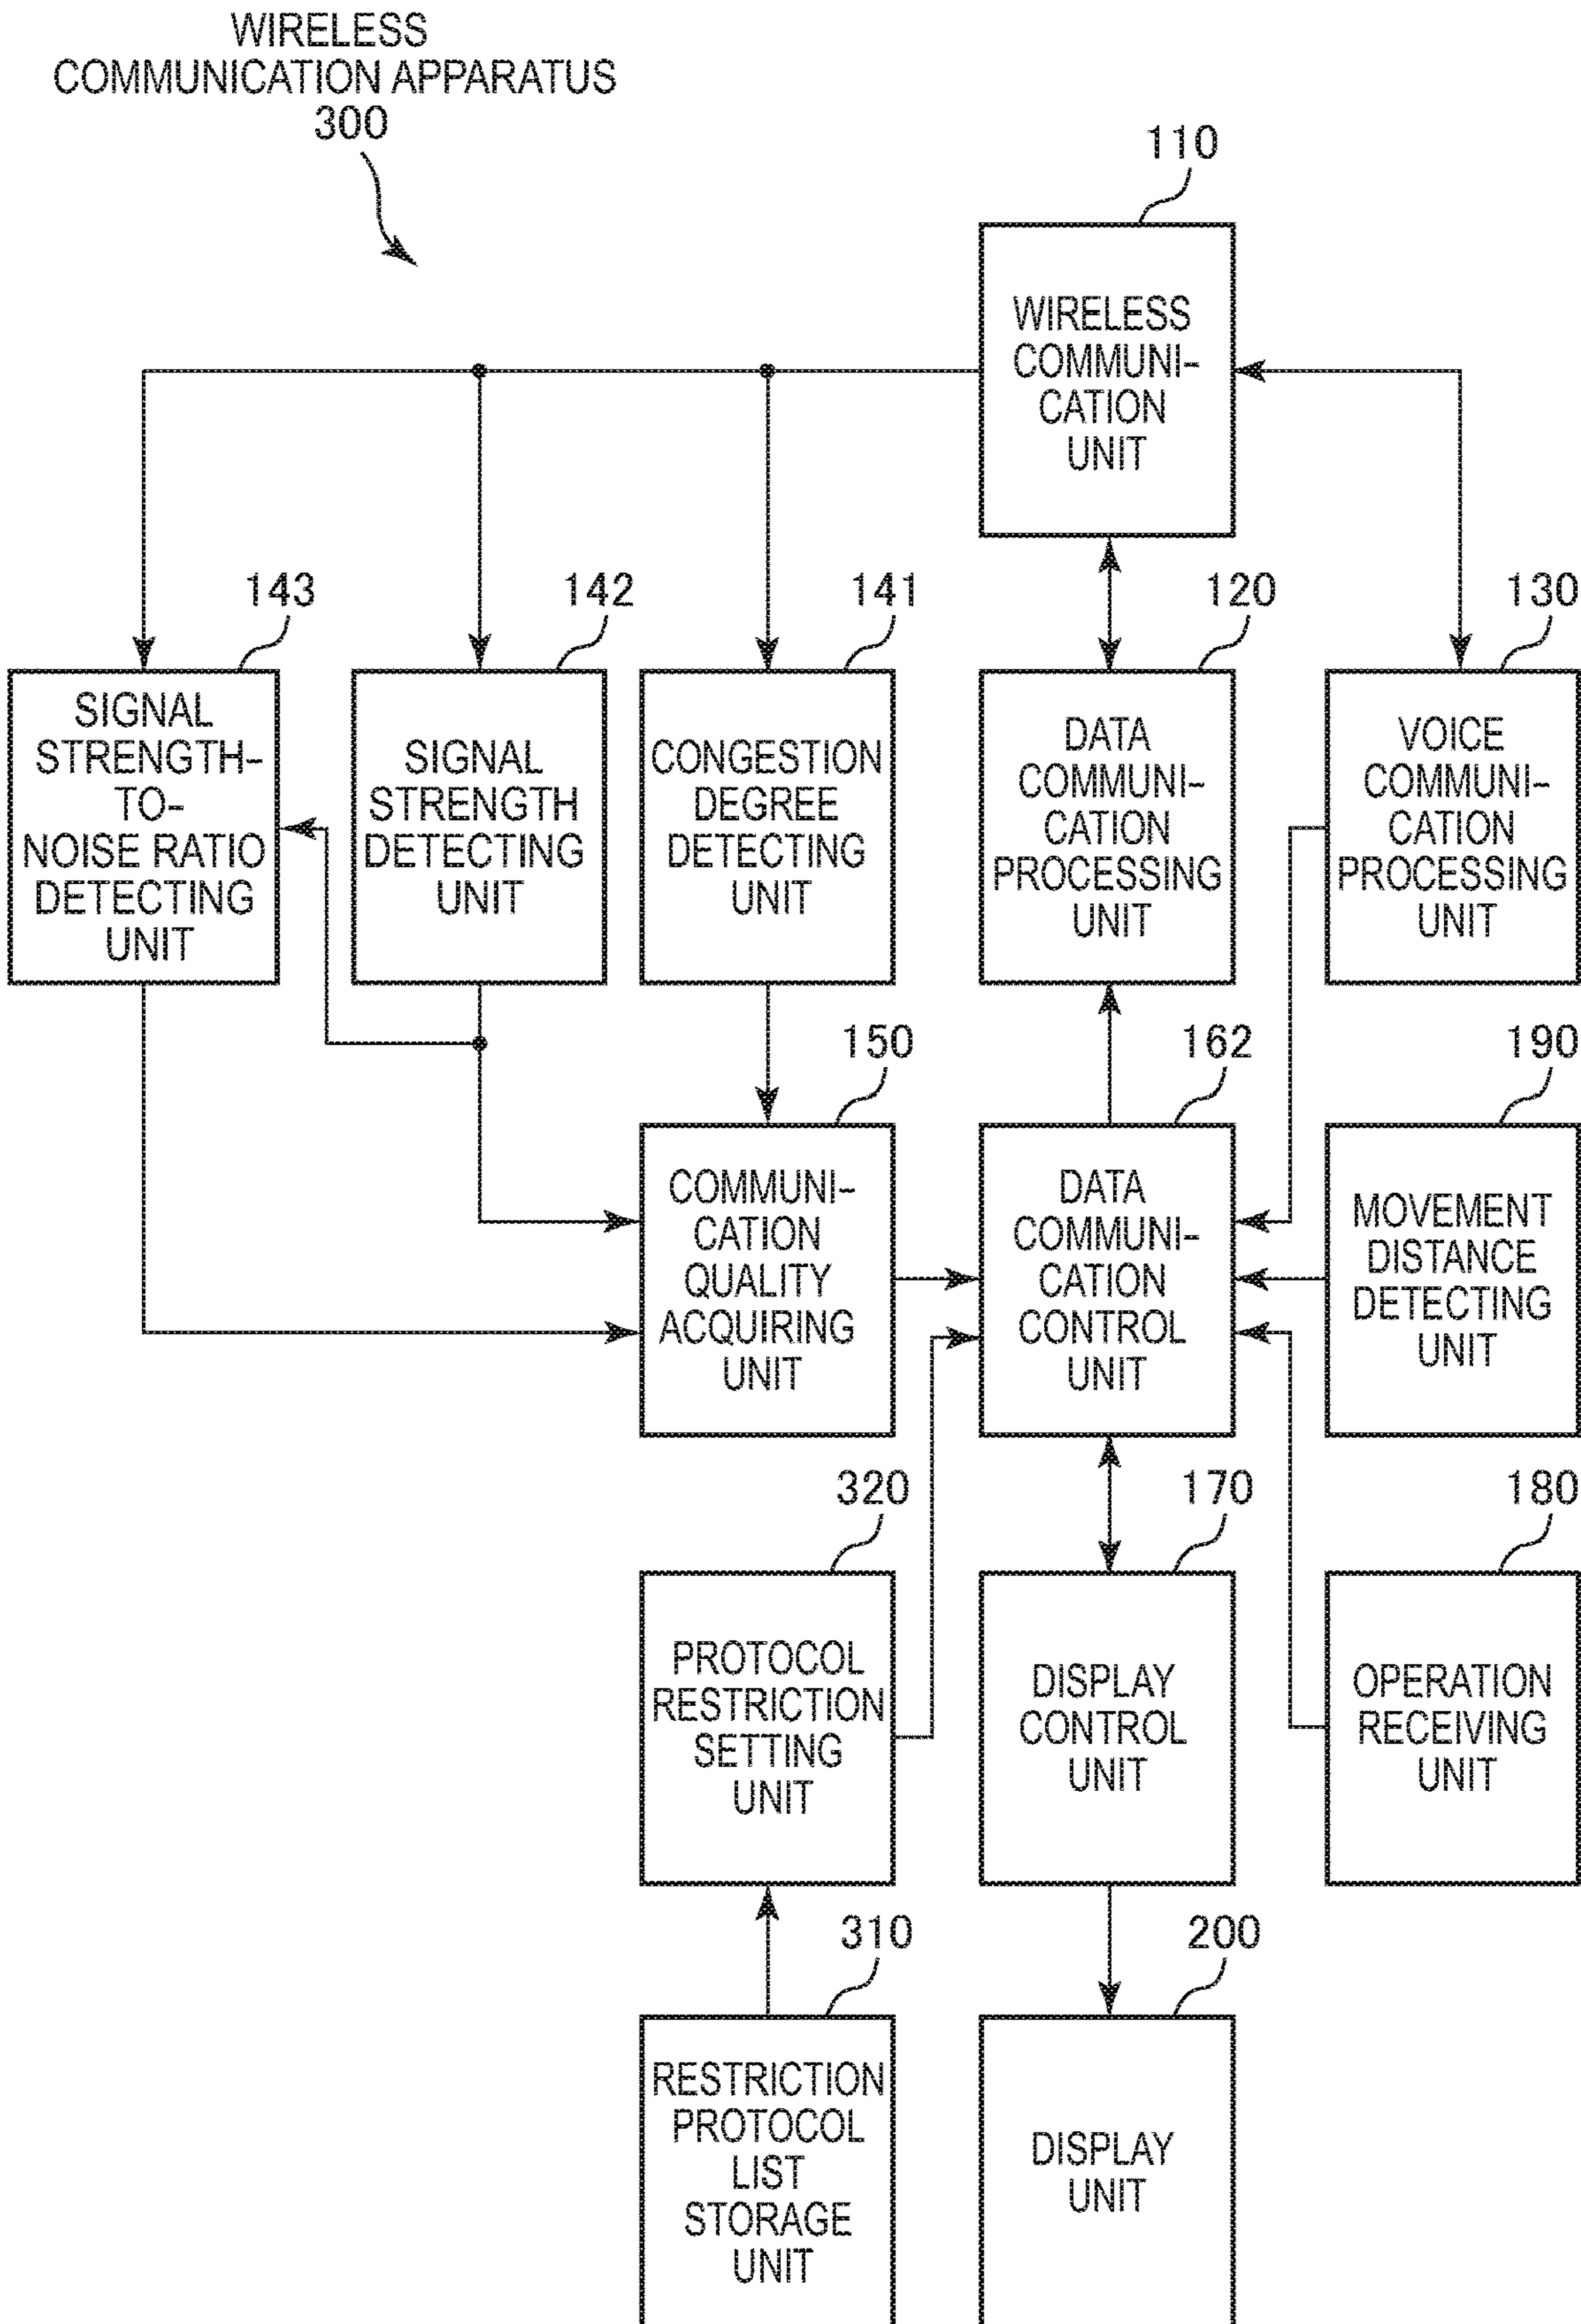 WIRELESS
COMMUNICATION APPARATUS
300
110
WIRELESS
COMMUNI-
CATION
UNIT
143
SIGNAL
STRENGTH-
TO-
NOISE RATIO
DETECTING
UNIT
142
SIGNAL
STRENGTH
DETECTING
UNIT
141
CONGESTION
DEGREE
DETECTING
UNIT
120
DATA
COMMUNI-
CATION
PROCESSING
UNIT
130
VOICE
COMMUNI-
CATION
PROCESSING
UNIT
150
COMMUNI-
CATION
QUALITY
ACQUIRING
UNIT
162
DATA
COMMUNI-
CATION
CONTROL
UNIT
190
MOVEMENT
DISTANCE
DETECTING
UNIT
320
PROTOCOL
RESTRICTION
SETTING
UNIT
170
DISPLAY
CONTROL
UNIT
180
OPERATION
RECEIVING
UNIT
310
RESTRICTION
PROTOCOL
LIST
STORAGE
UNIT
200
DISPLAY
UNIT